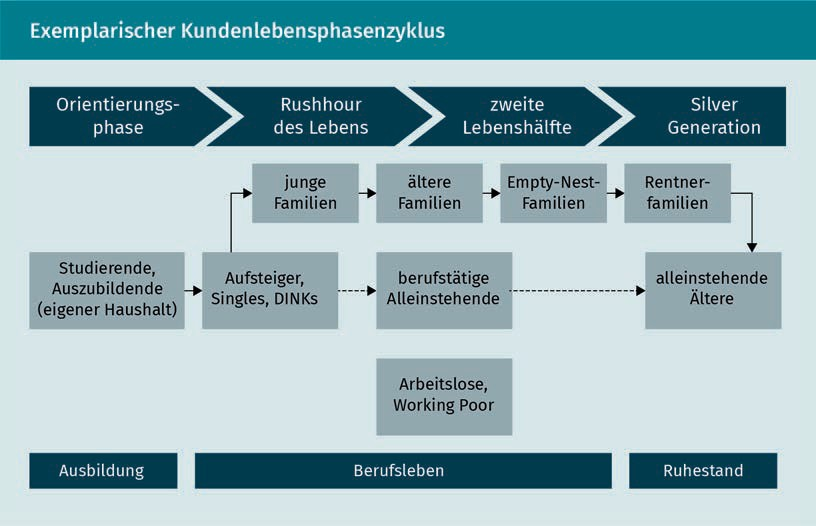 Exemplarischer Kundenlebensphasenzyklus
Orientierungs-
phase
Rushhour
des Lebens
zweite
Lebenshälfte
Silver
Generation
junge
Familien
ältere
Familien
Empty-Nest-
Familien
Rentner-
familien
Studierende,
Auszubildende
(eigener Haushalt)
Aufsteiger,
Singles, DINKs
berufstätige
Alleinstehende
alleinstehende
Ältere
Arbeitslose,
Working Poor
Ausbildung
Berufsleben
Ruhestand